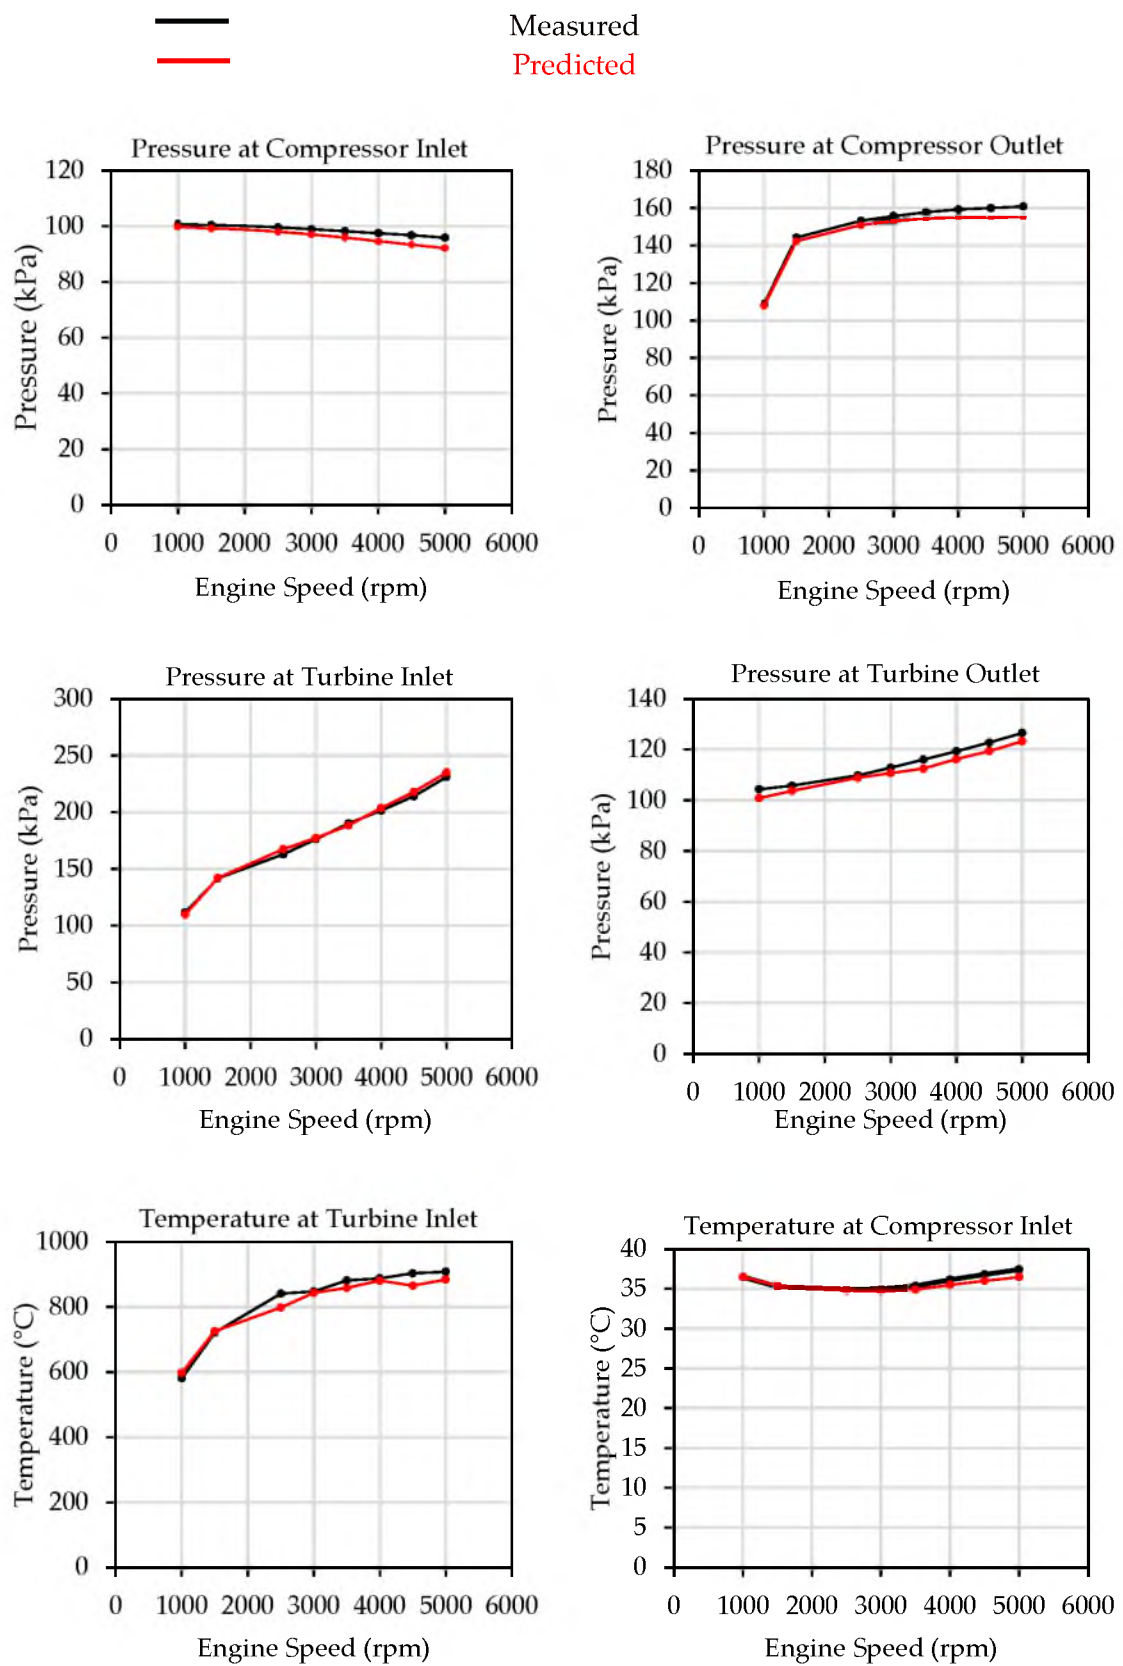 Measured
Predicted
Pressure at Compressor Inlet
120
100
80
60
40
20
0
Pressure (kPa)
0 1000 2000 3000 4000 5000 6000
Engine Speed (rpm)
Pressure at Compressor Outlet
180
160
140
120
100
80
60
40
20
0
Pressure (kPa)
0 1000 2000 3000 4000 5000 6000
Engine Speed (rpm)
Pressure at Turbine Inlet
300
250
200
150
100
50
0
Pressure (kPa)
0 1000 2000 3000 4000 5000 6000
Engine Speed (rpm)
Pressure at Turbine Outlet
140
120
100
80
60
40
20
0
Pressure (kPa)
0 1000 2000 3000 4000 5000 6000
Engine Speed (rpm)
Temperature at Turbine Inlet
1000
800
600
400
200
0
Temperature (°C)
0 1000 2000 3000 4000 5000 6000
Engine Speed (rpm)
Temperature at Compressor Inlet
40
35
30
25
20
15
10
5
0
Temperature (°C)
0 1000 2000 3000 4000 5000 6000
Engine Speed (rpm)